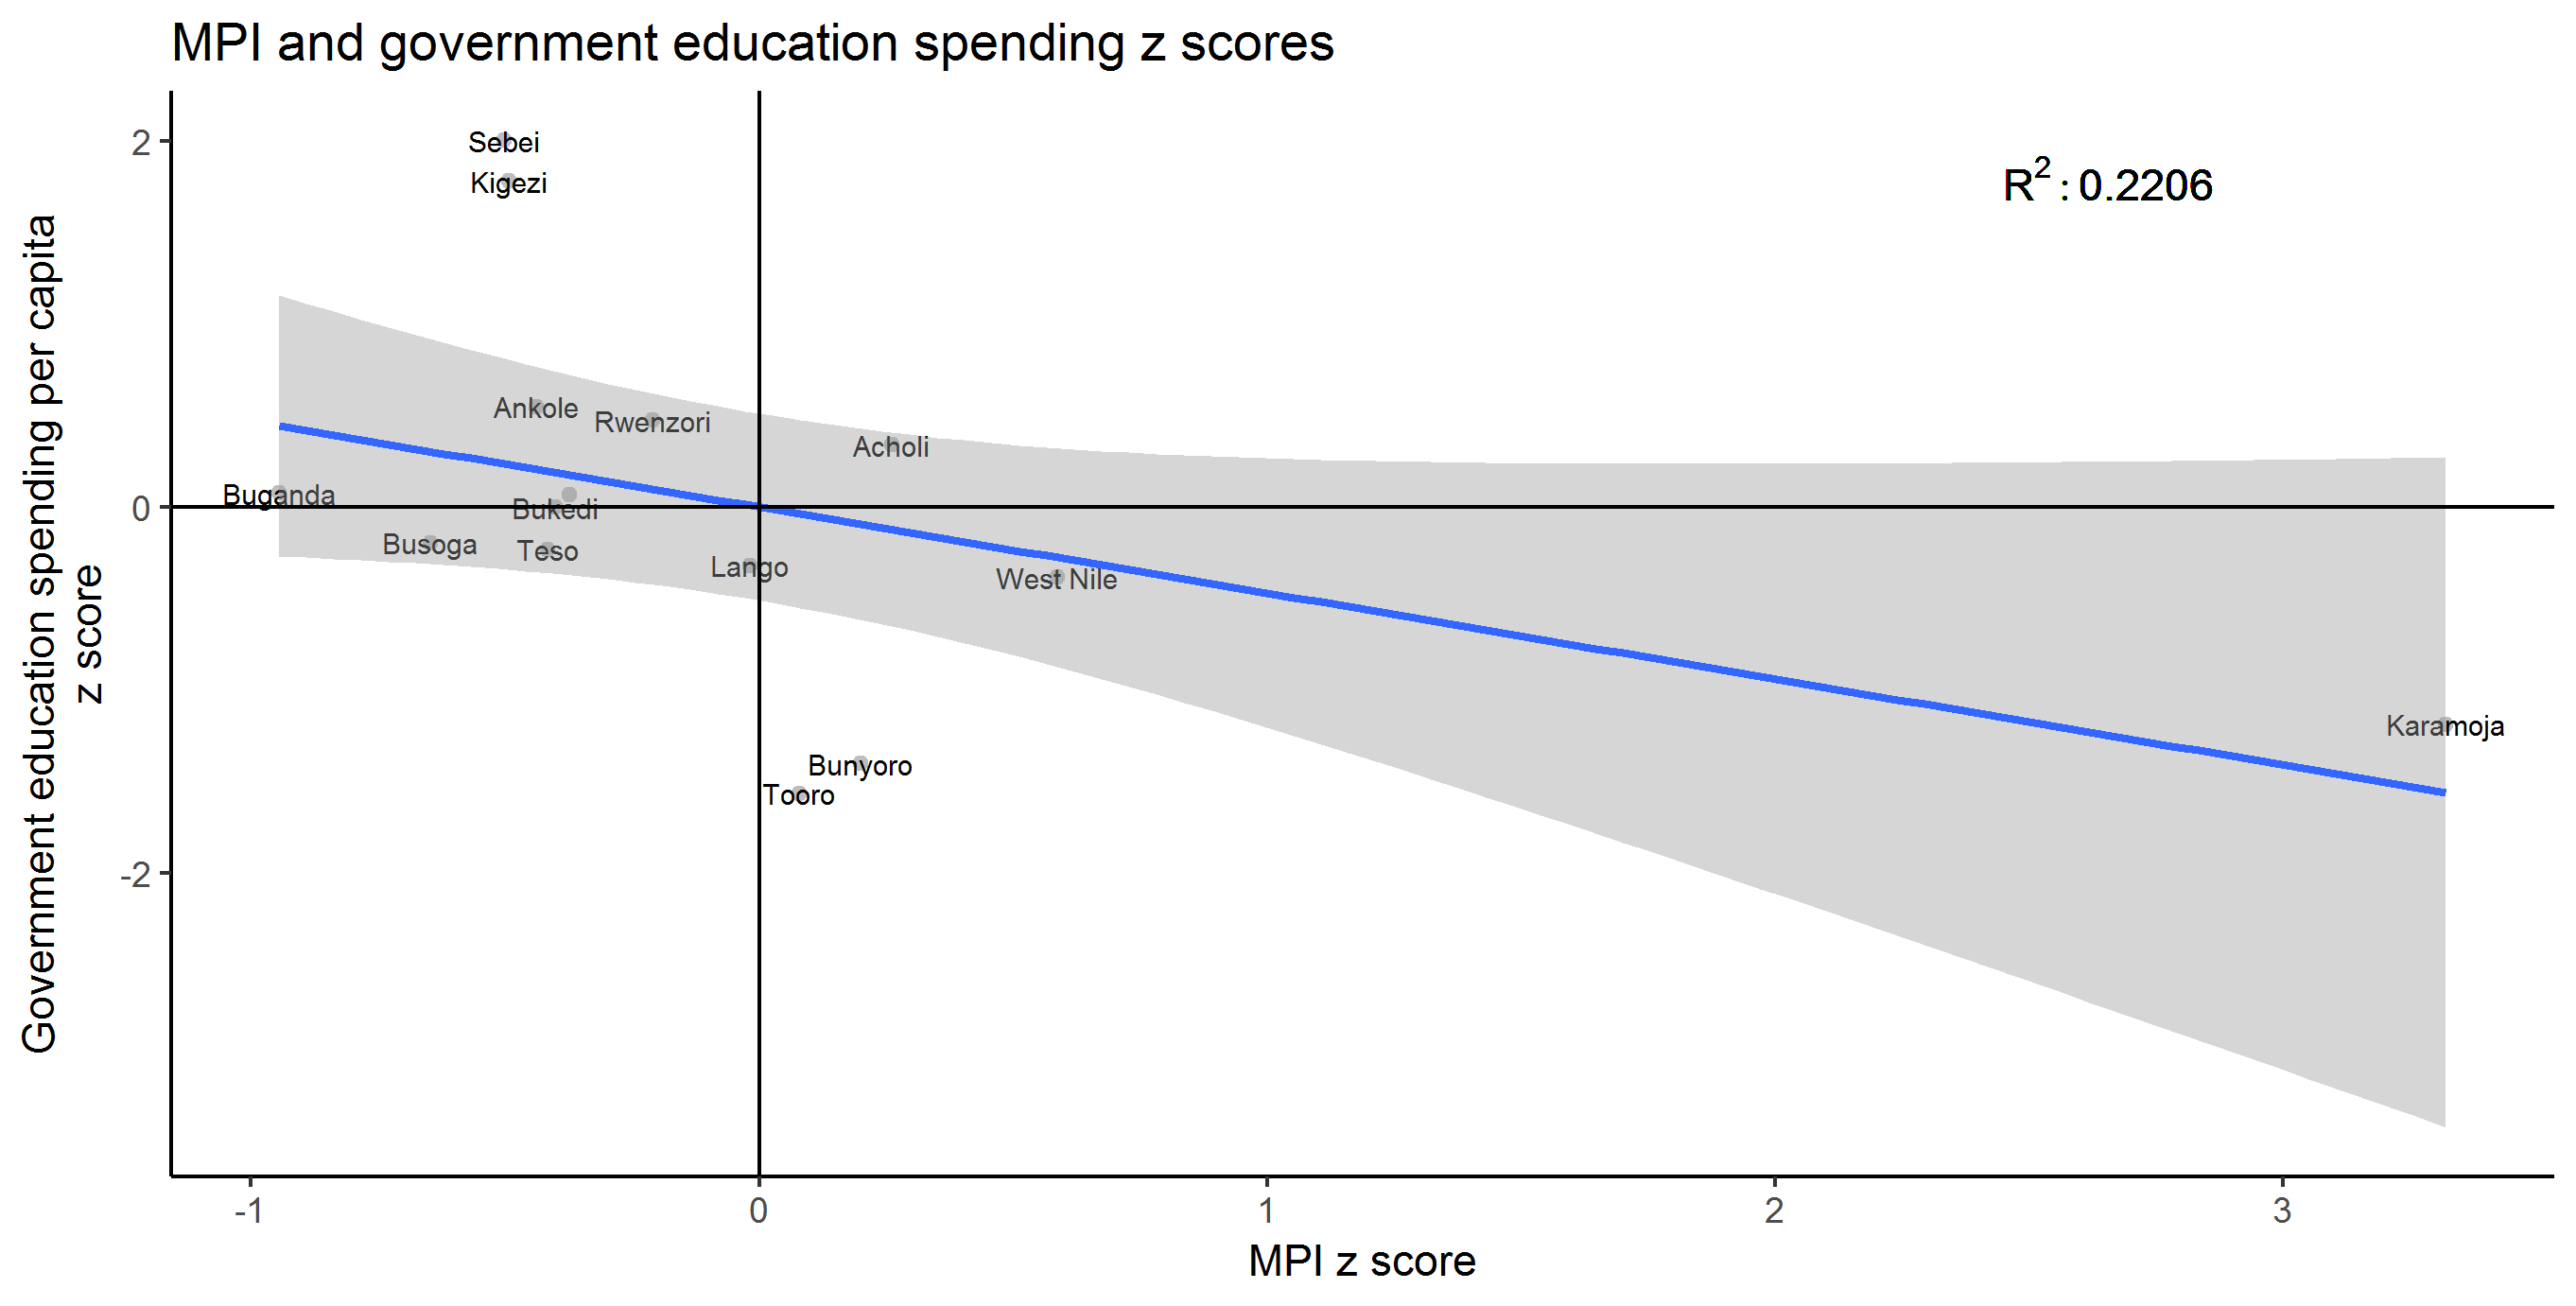 MPI and government education spending z scores
Government education spending per capita
z score
2
0
-2
Sebei
Kigezi
R²: 0.2206
Ankole
Rwenzori
Acholi
Buganda
Bukedi
Busoga
Teso
Lango
West Nile
Karamoja
Bunyoro
Tooro
-1
0
1
2
3
MPI z score